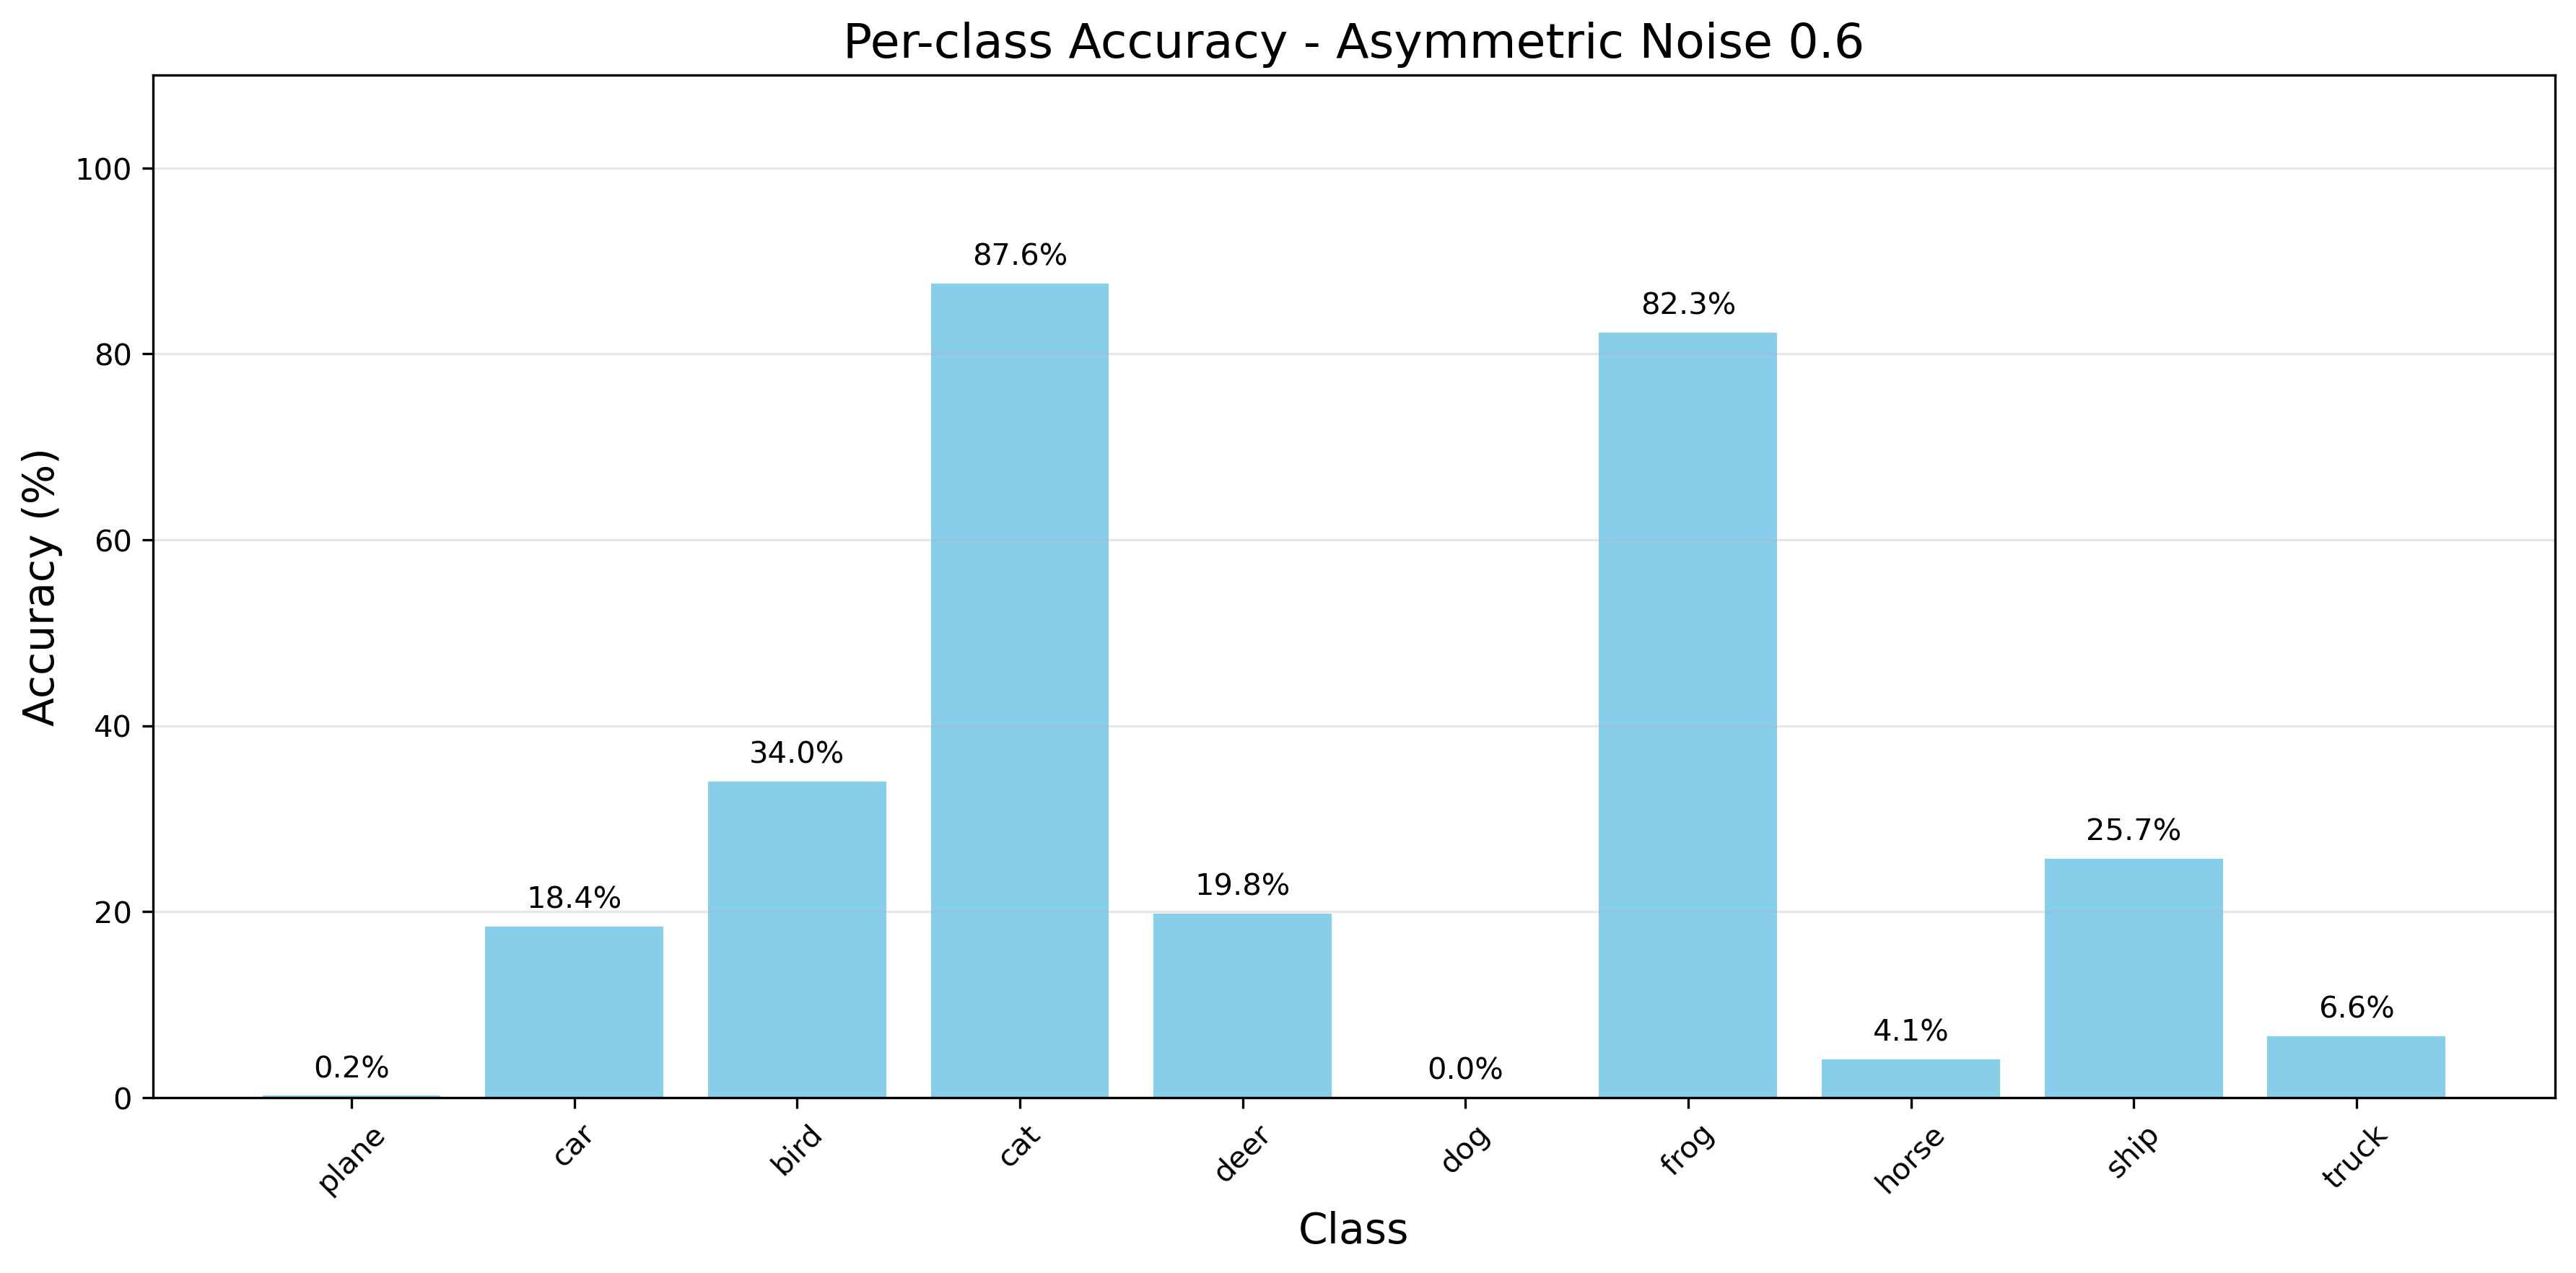 Per-class Accuracy - Asymmetric Noise 0.6
Accuracy (%)
100
80
60
40
20
0
0.2%
18.4%
34.0%
87.6%
19.8%
0.0%
82.3%
4.1%
25.7%
6.6%
plane
car
bird
cat
deer
dog
frog
horse
ship
truck
Class